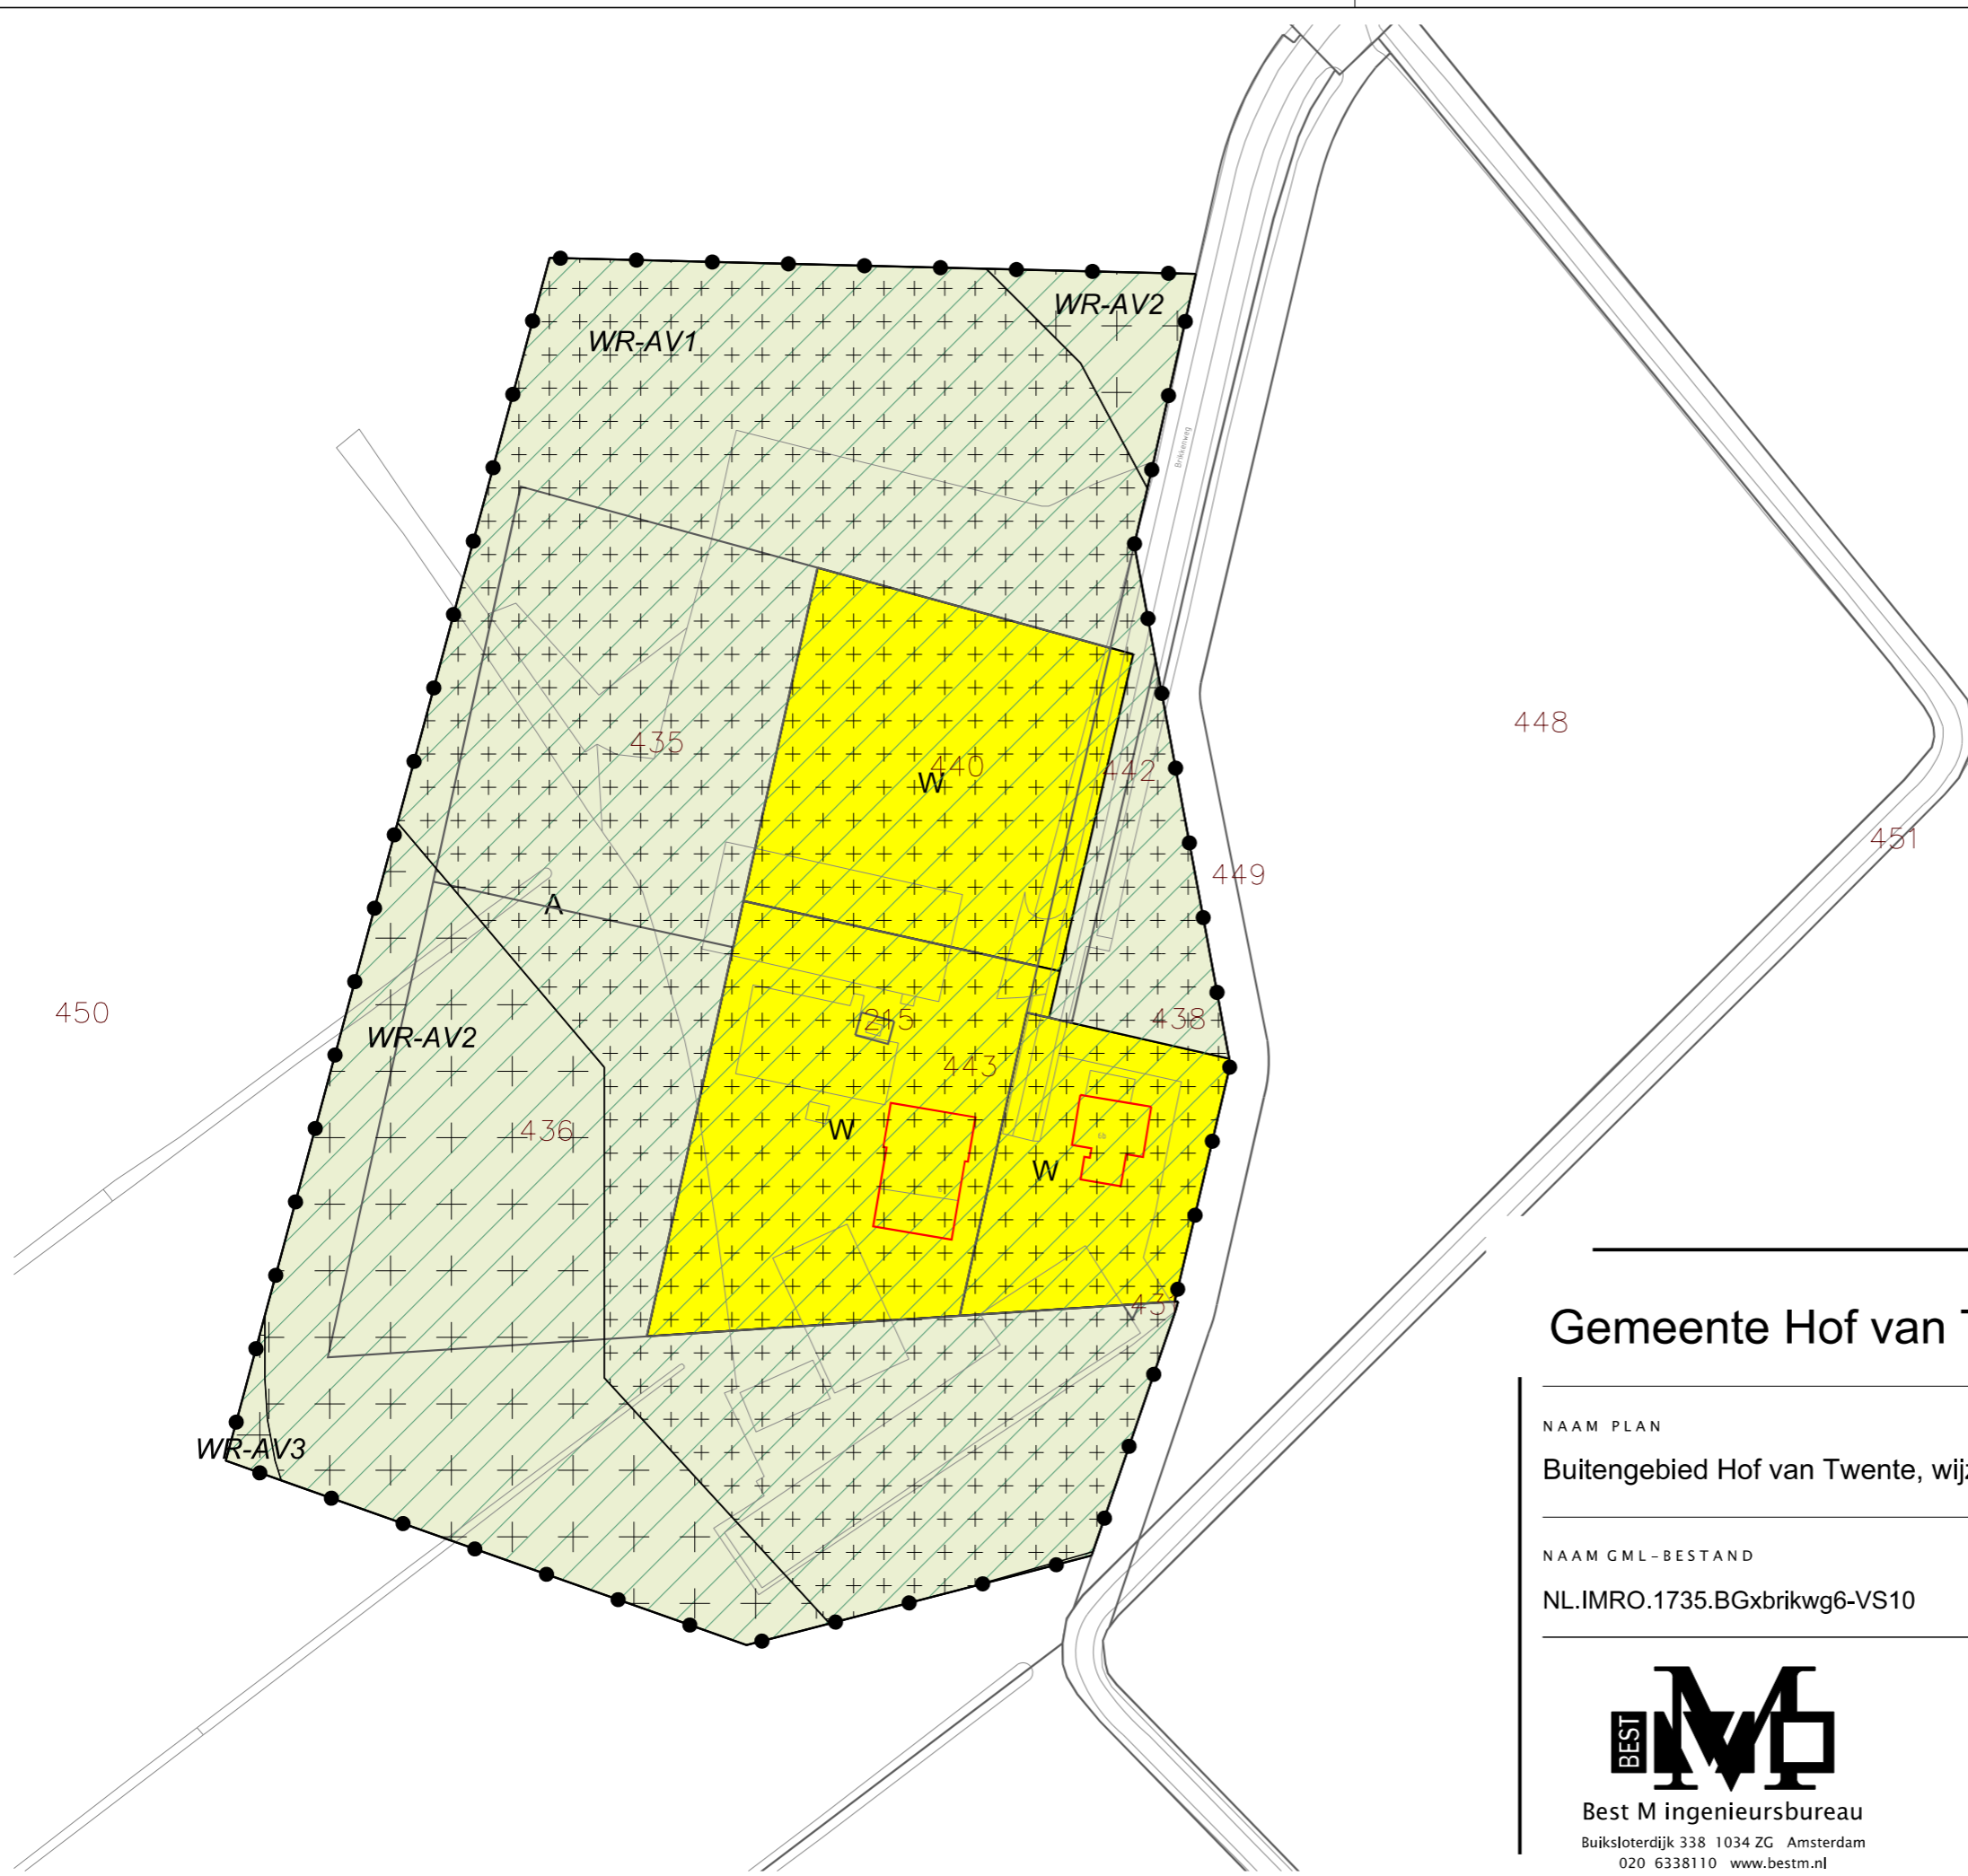 WR-AV2
WR-AV1
Brikkenweg
448
435
440
W
442
451
449
A
450
215
438
WR-AV2
443
436
W
W
WR-AV3
Gemeente Hof van
NAAM PLAN
Buitengebied Hof van Twente,
NAAM GML-BESTAND
NL.IMRO.1735.BGxbrikwg6-VS10
BEST
M
Best M ingenieursbureau
Buiksloterdijk 338 1034 ZG Amsterdam
020 6338110 www.bestm.nl